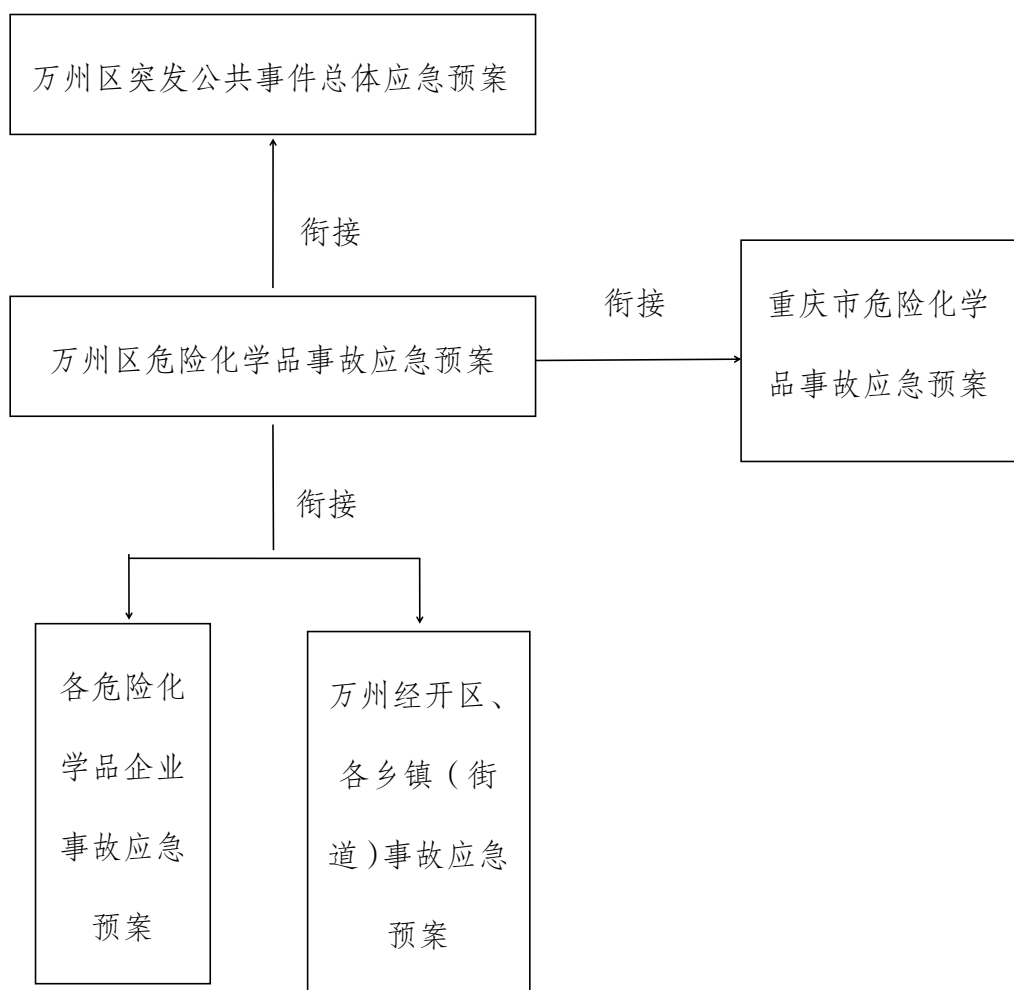 万州区突发公共事件总体应急预案
衔接
万州区危险化学品事故应急预案
衔接
重庆市危险化学
品事故应急预案
衔接
各危险化
学品企业
事故应急
预案
万州经开区、
各乡镇（街
道）事故应急
预案